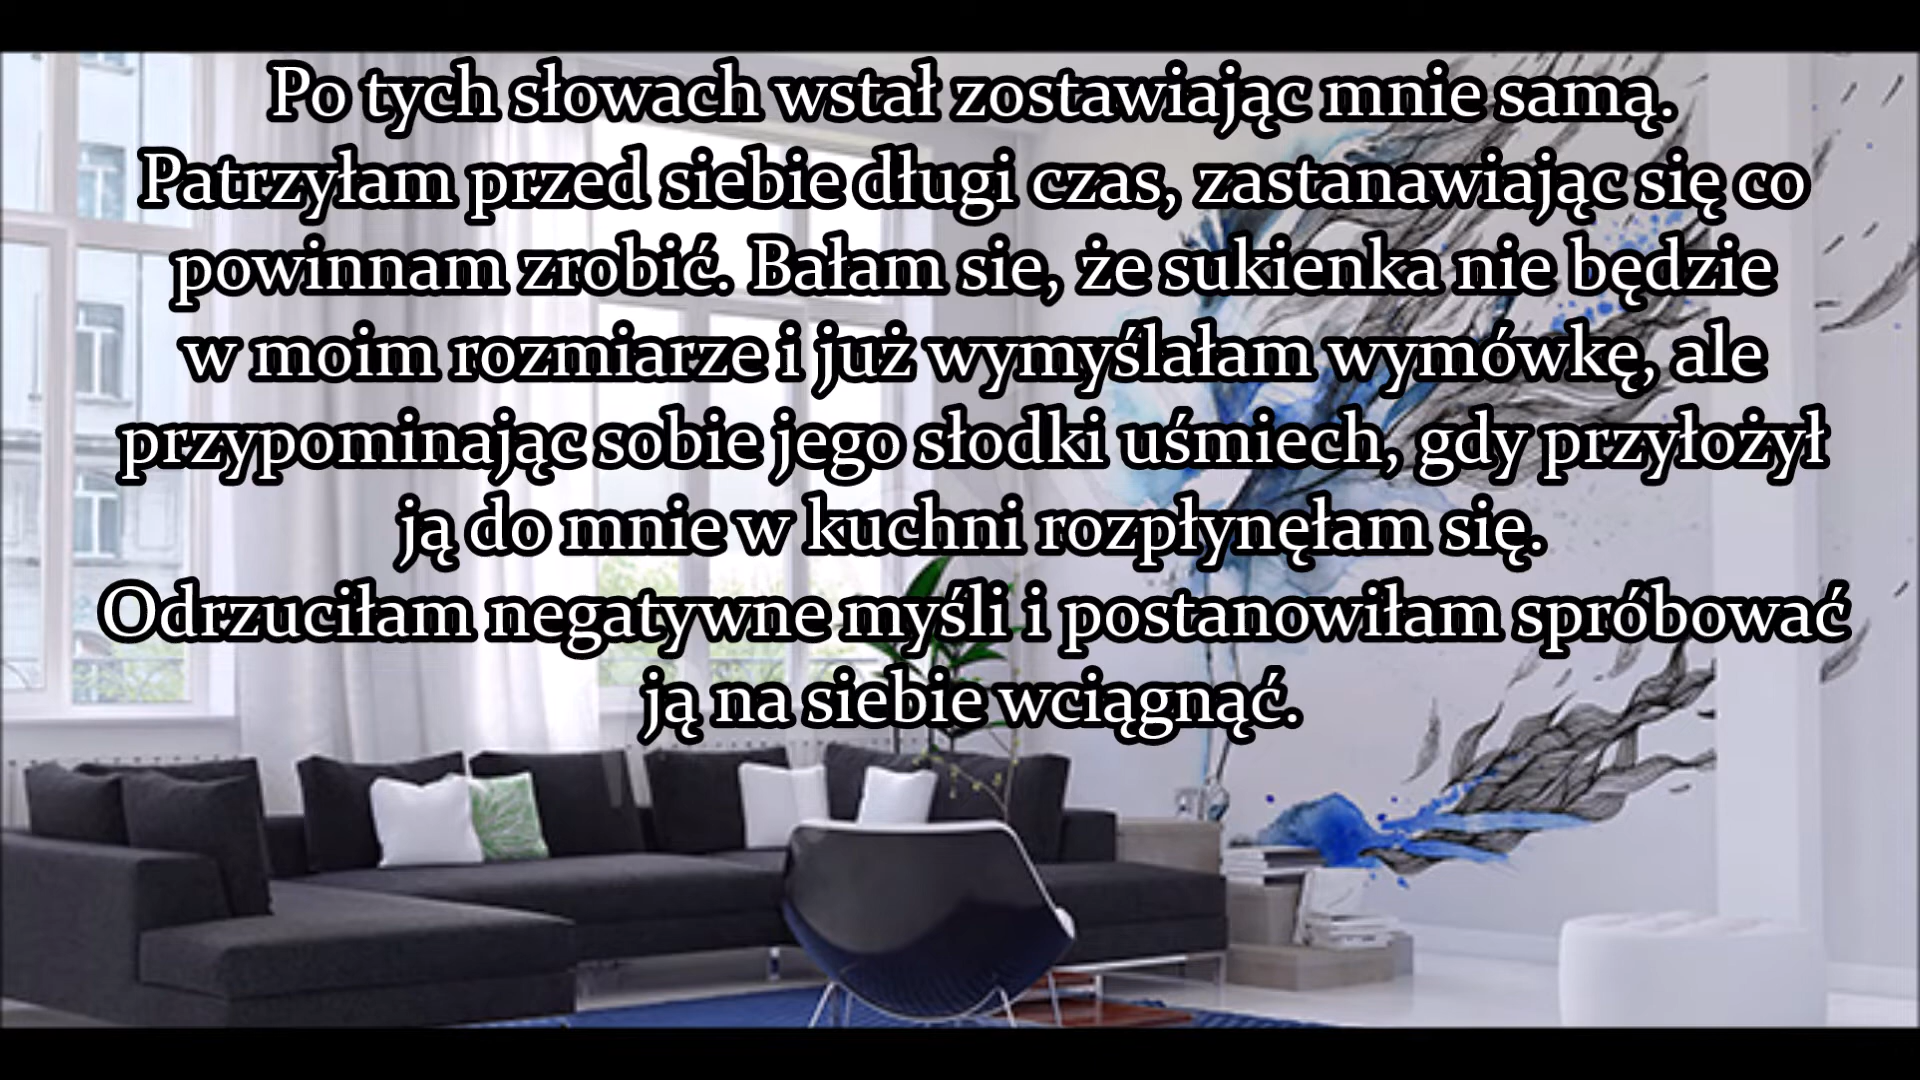 Po tych słowach wstał zostawiając mnie samą.
Patrzyłam przed siebie długi czas, zastanawiając się co
powinnam zrobić. Bałam sie, że sukienka nie będzie
w moim rozmiarze i już wymyślałam wymówkę, ale
przypominając sobie jego słodki uśmiech, gdy przyłożył
ją do mnie w kuchni rozpłynęłam się.
Odrzuciłam negatywne myśli i postanowiłam spróbować
ją na siebie wciągnąć.